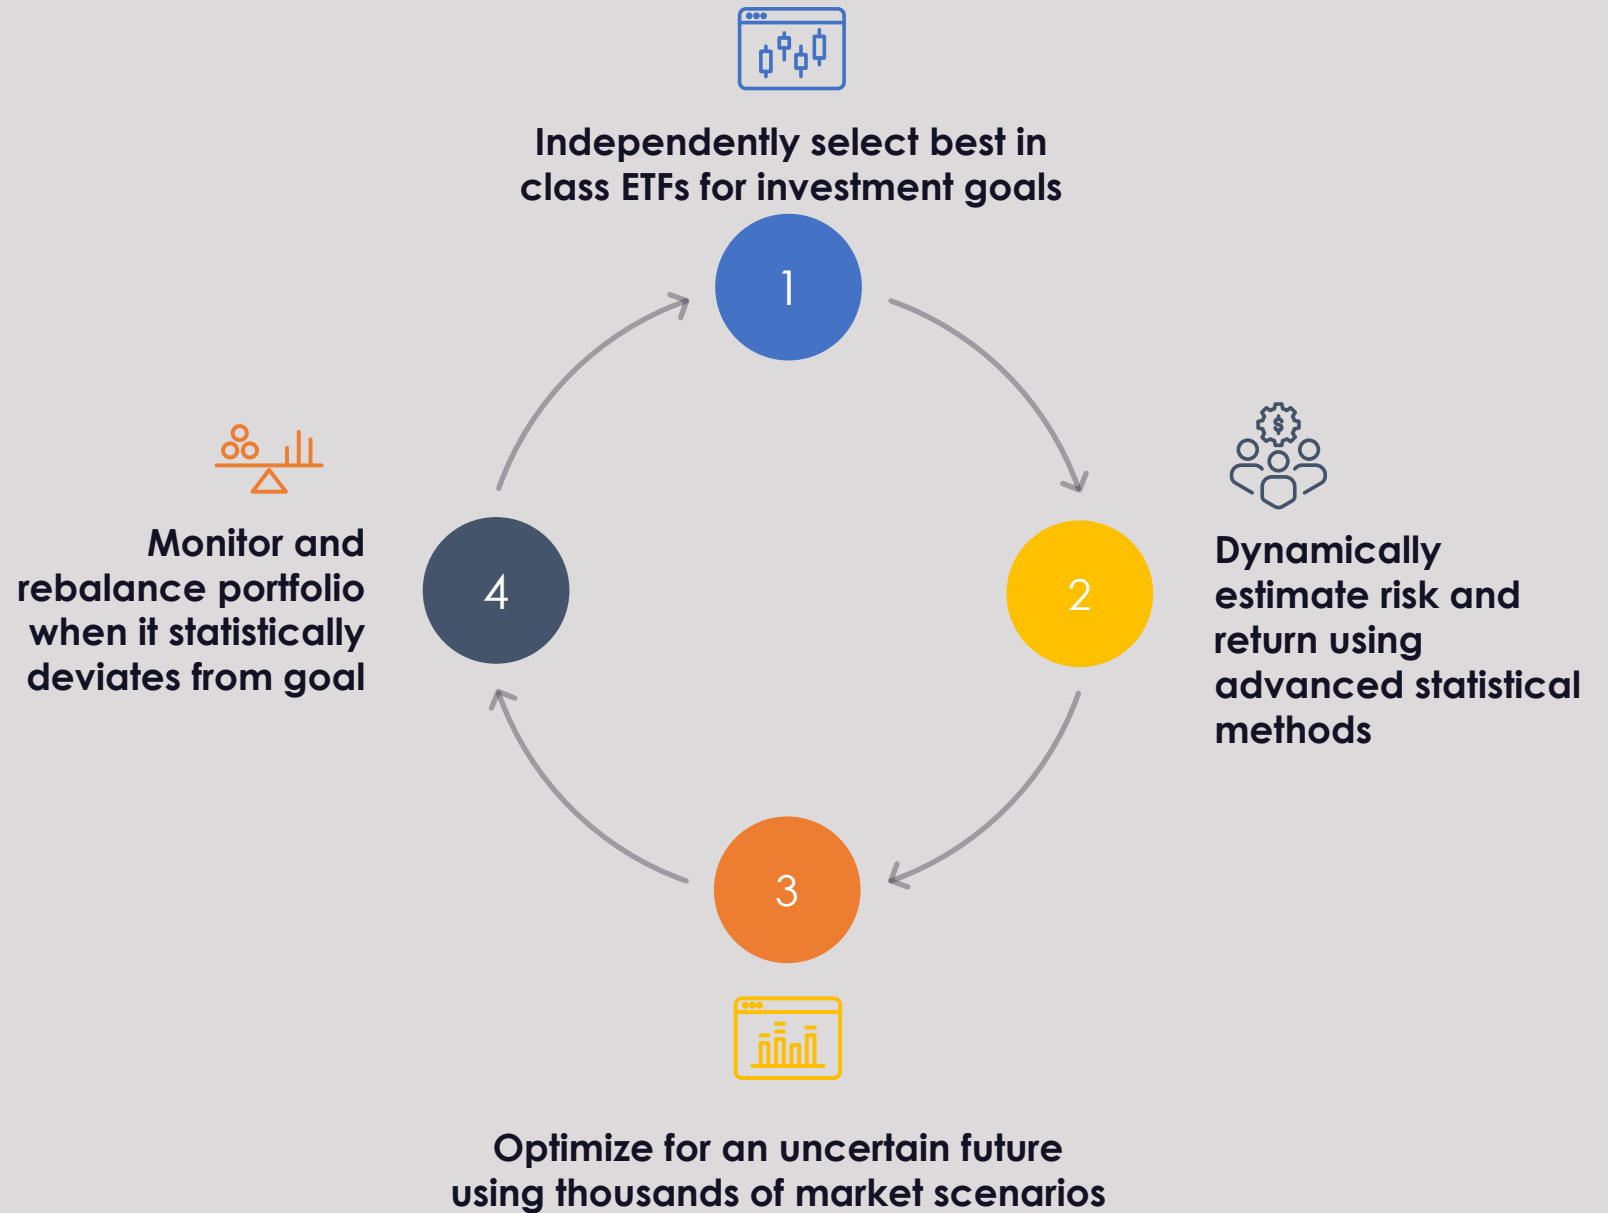 Independently select best in
class ETFs for investment goals
1
$
2
Dynamically
estimate risk and
return using
advanced statistical
methods
3
Optimize for an uncertain future
using thousands of market scenarios
4
Monitor and
rebalance portfolio
when it statistically
deviates from goal